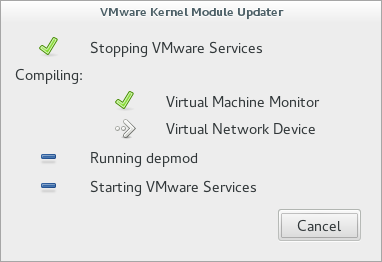 VMware Kernel Module Updater
Stopping VMware Services
Compiling:
Virtual Machine Monitor
Virtual Network Device
Running depmod
Starting VMware Services
Cancel